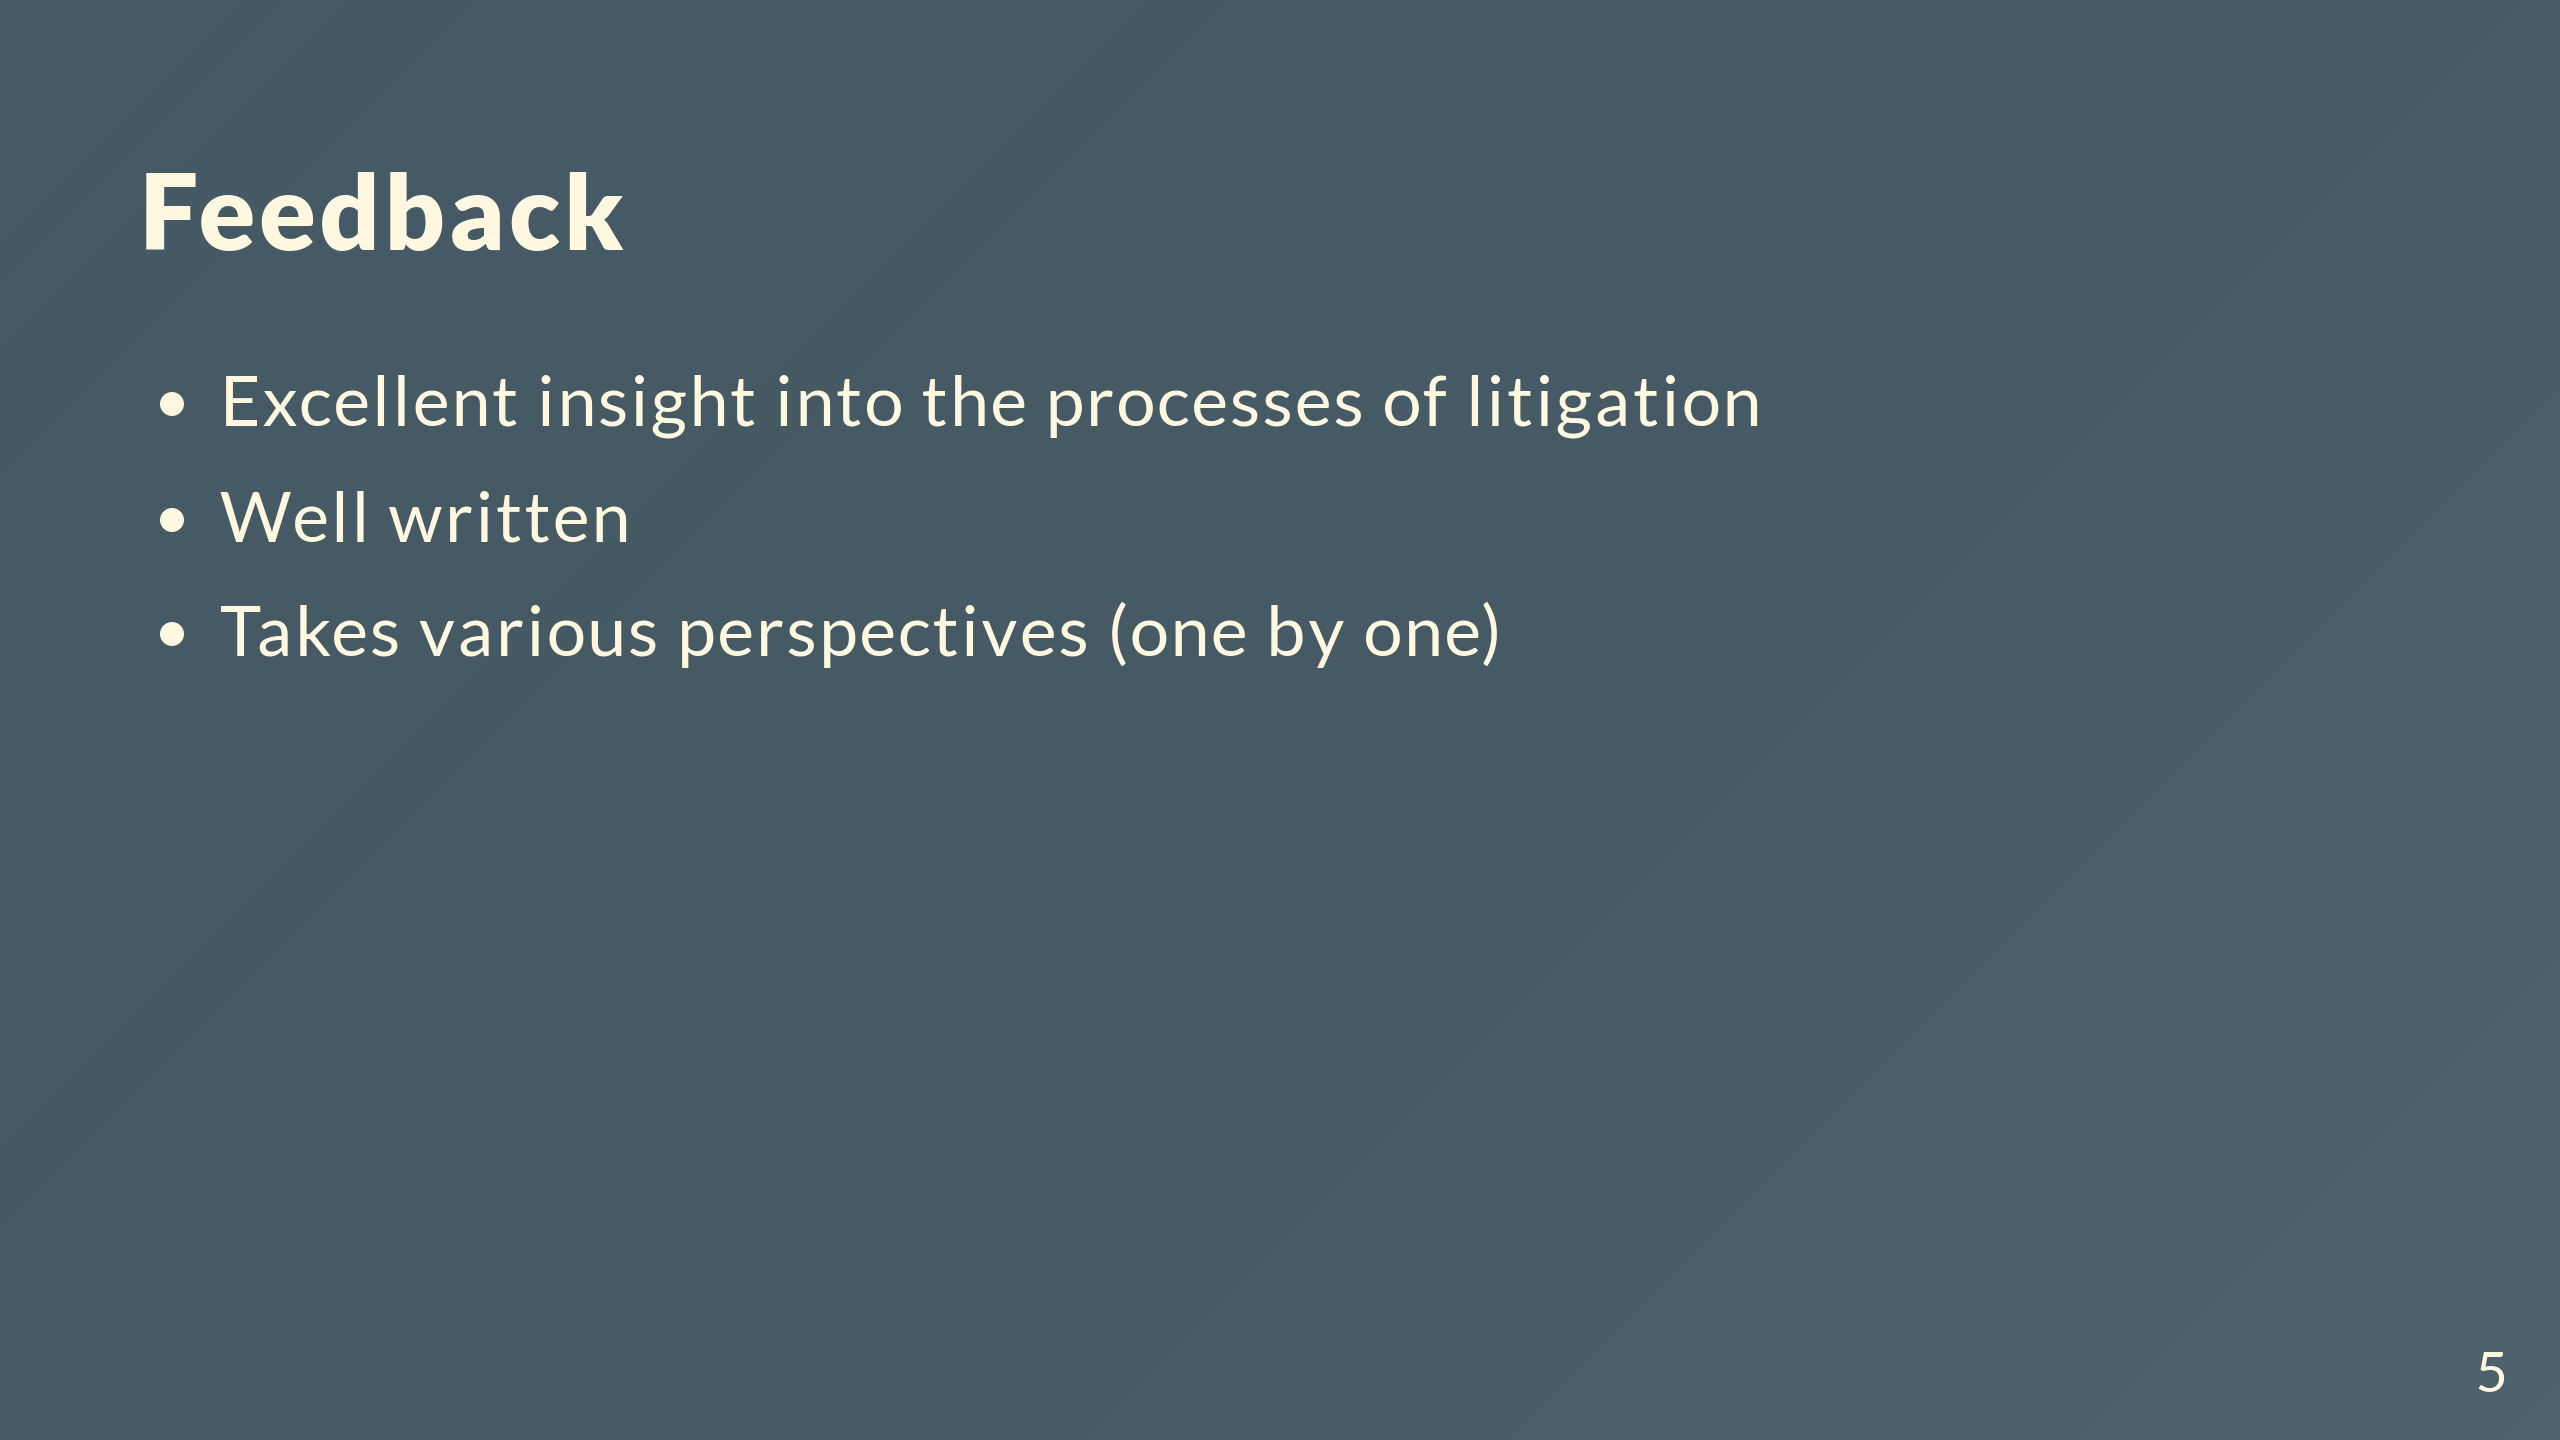 Feedback
• Excellent insight into the processes of litigation
• Well written
• Takes various perspectives (one by one)
5